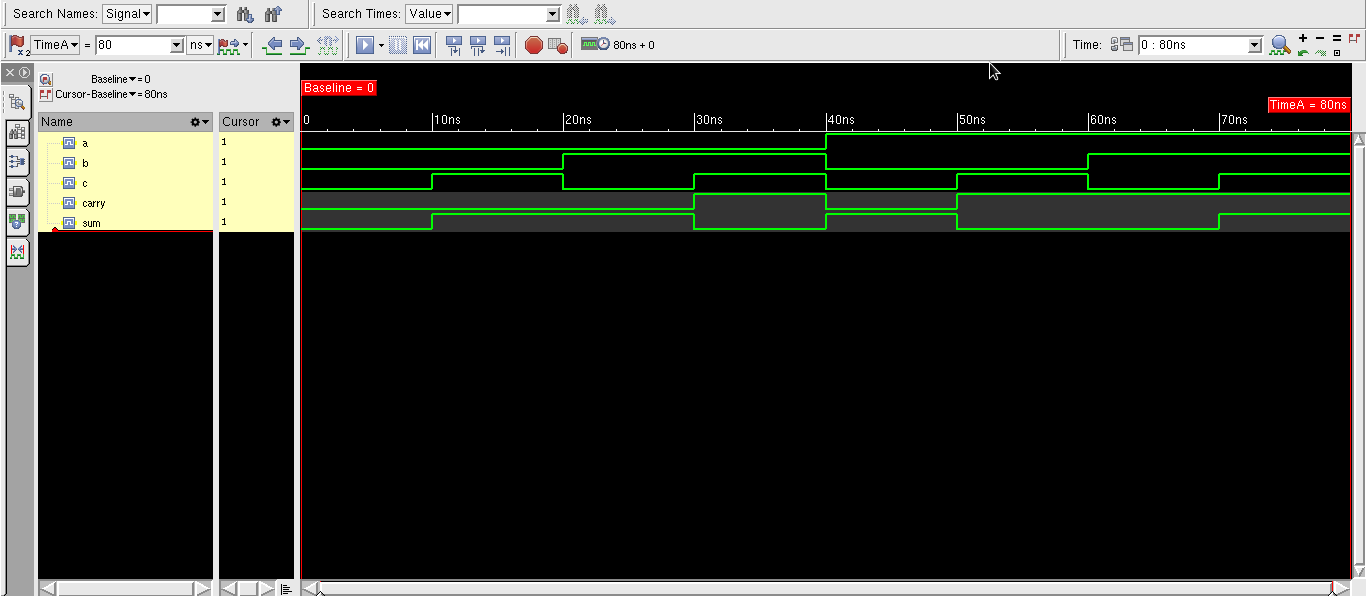 Search Names: Signal Search Times: Value
x2 TimeA = 80 ns 80ns + 0 Time: 0 : 80ns
Baseline = 0
Cursor-Baseline = 80ns
Baseline = 0
TimeA = 80ns
Name Cursor 0 10ns 20ns 30ns 40ns 50ns 60ns 70ns
a 1
b 1
c 1
carry 1
sum 1